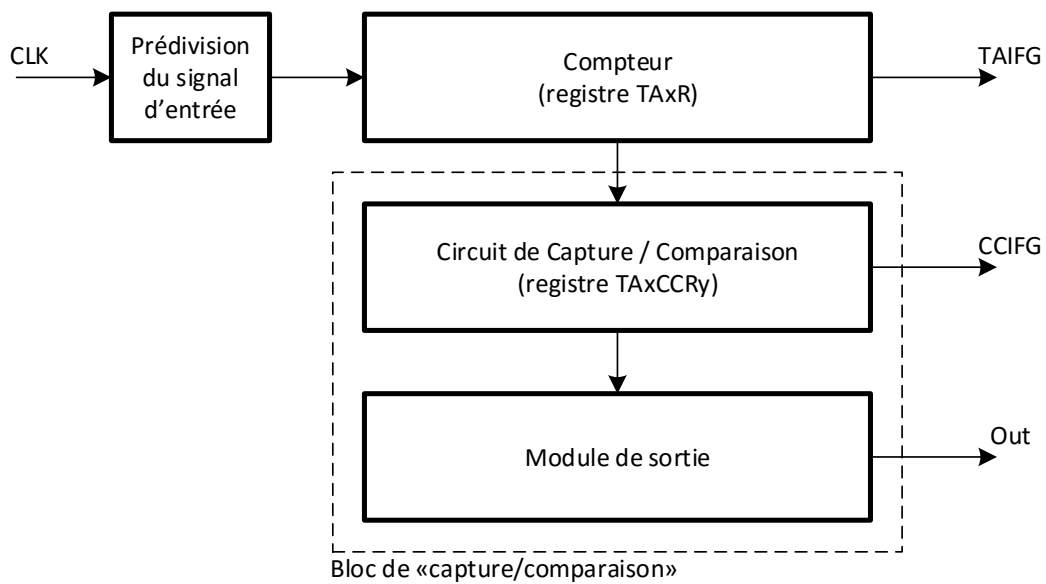 CLK
Prédivision
du signal
d’entrée
Compteur
(registre TAxR)
TAIFG
Circuit de Capture / Comparaison
(registre TAxCCRy)
CCIFG
Module de sortie
Out
Bloc de «capture/comparaison»